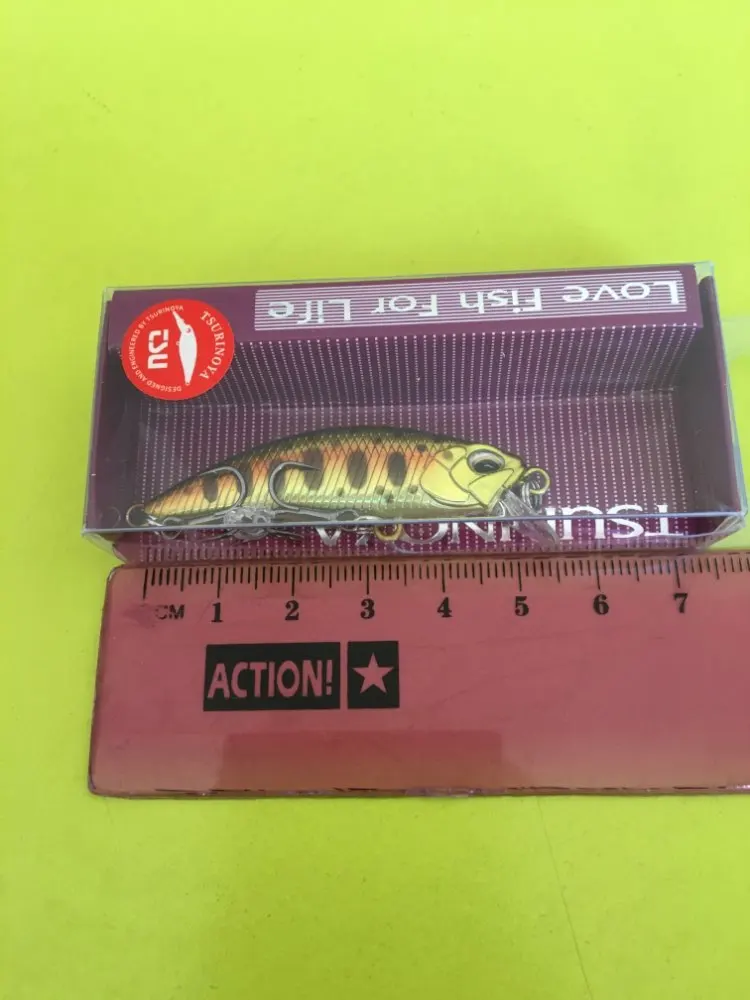 Love Fish For Life
TSURINOYA
DESIGNED AND ENGINEERED BY TSURINOYA
TSURINOYA
CM 1 2 3 4 5 6 7
ACTION!